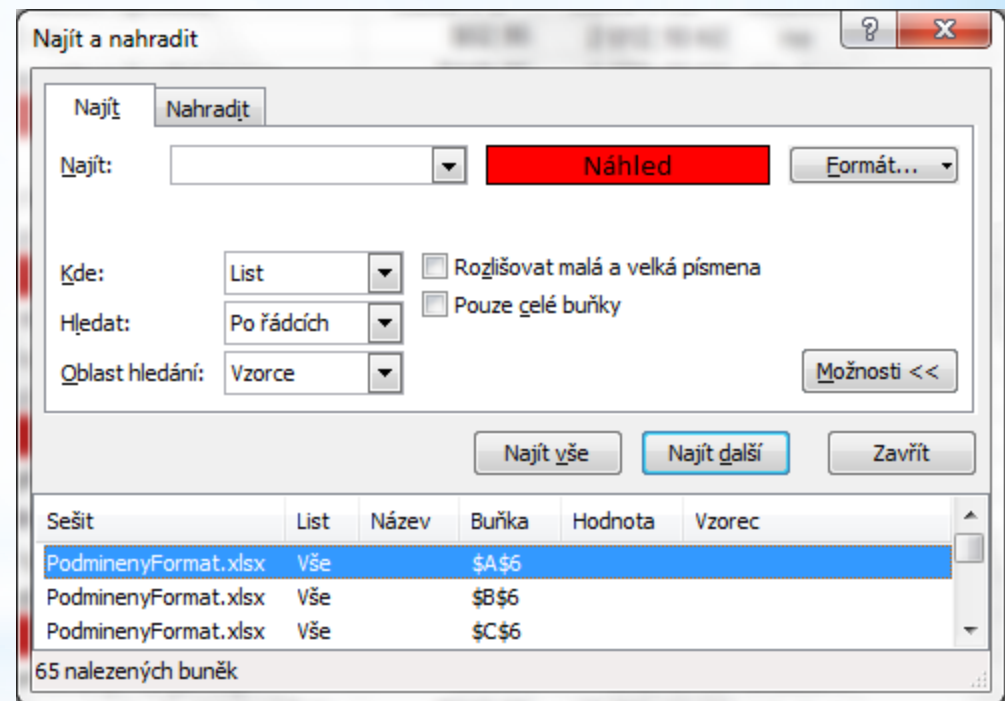 Najít a nahradit
Najít Nahradit
Najít: Náhled Formát...
Kde: List Rozlišovat malá a velká písmena
Hledat: Po řádcích Pouze celé buňky
Oblast hledání: Vzorce Možnosti <<
Najít vše Najít další Zavřít
Sešit List Název Buňka Hodnota Vzorec
PodminenyFormat.xlsx Vše $A$6
PodminenyFormat.xlsx Vše $B$6
PodminenyFormat.xlsx Vše $C$6
65 nalezených buněk